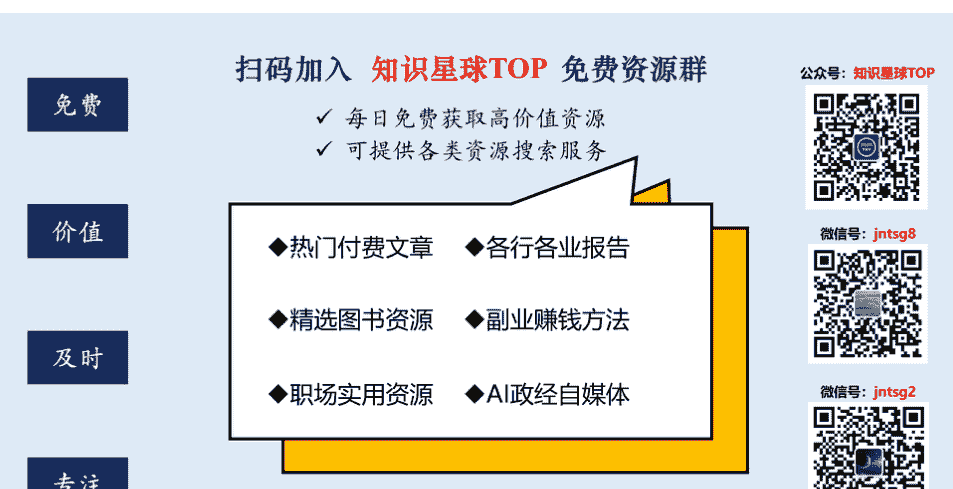 扫码加入 知识星球TOP 免费资源群
✓ 每日免费获取高价值资源
✓ 可提供各类资源搜索服务
免费
价值
及时
专注
◆热门付费文章 ◆各行各业报告
◆精选图书资源 ◆副业赚钱方法
◆职场实用资源 ◆AI政经自媒体
公众号：知识星球TOP
微信号：jntsg8
微信号：jntsg2